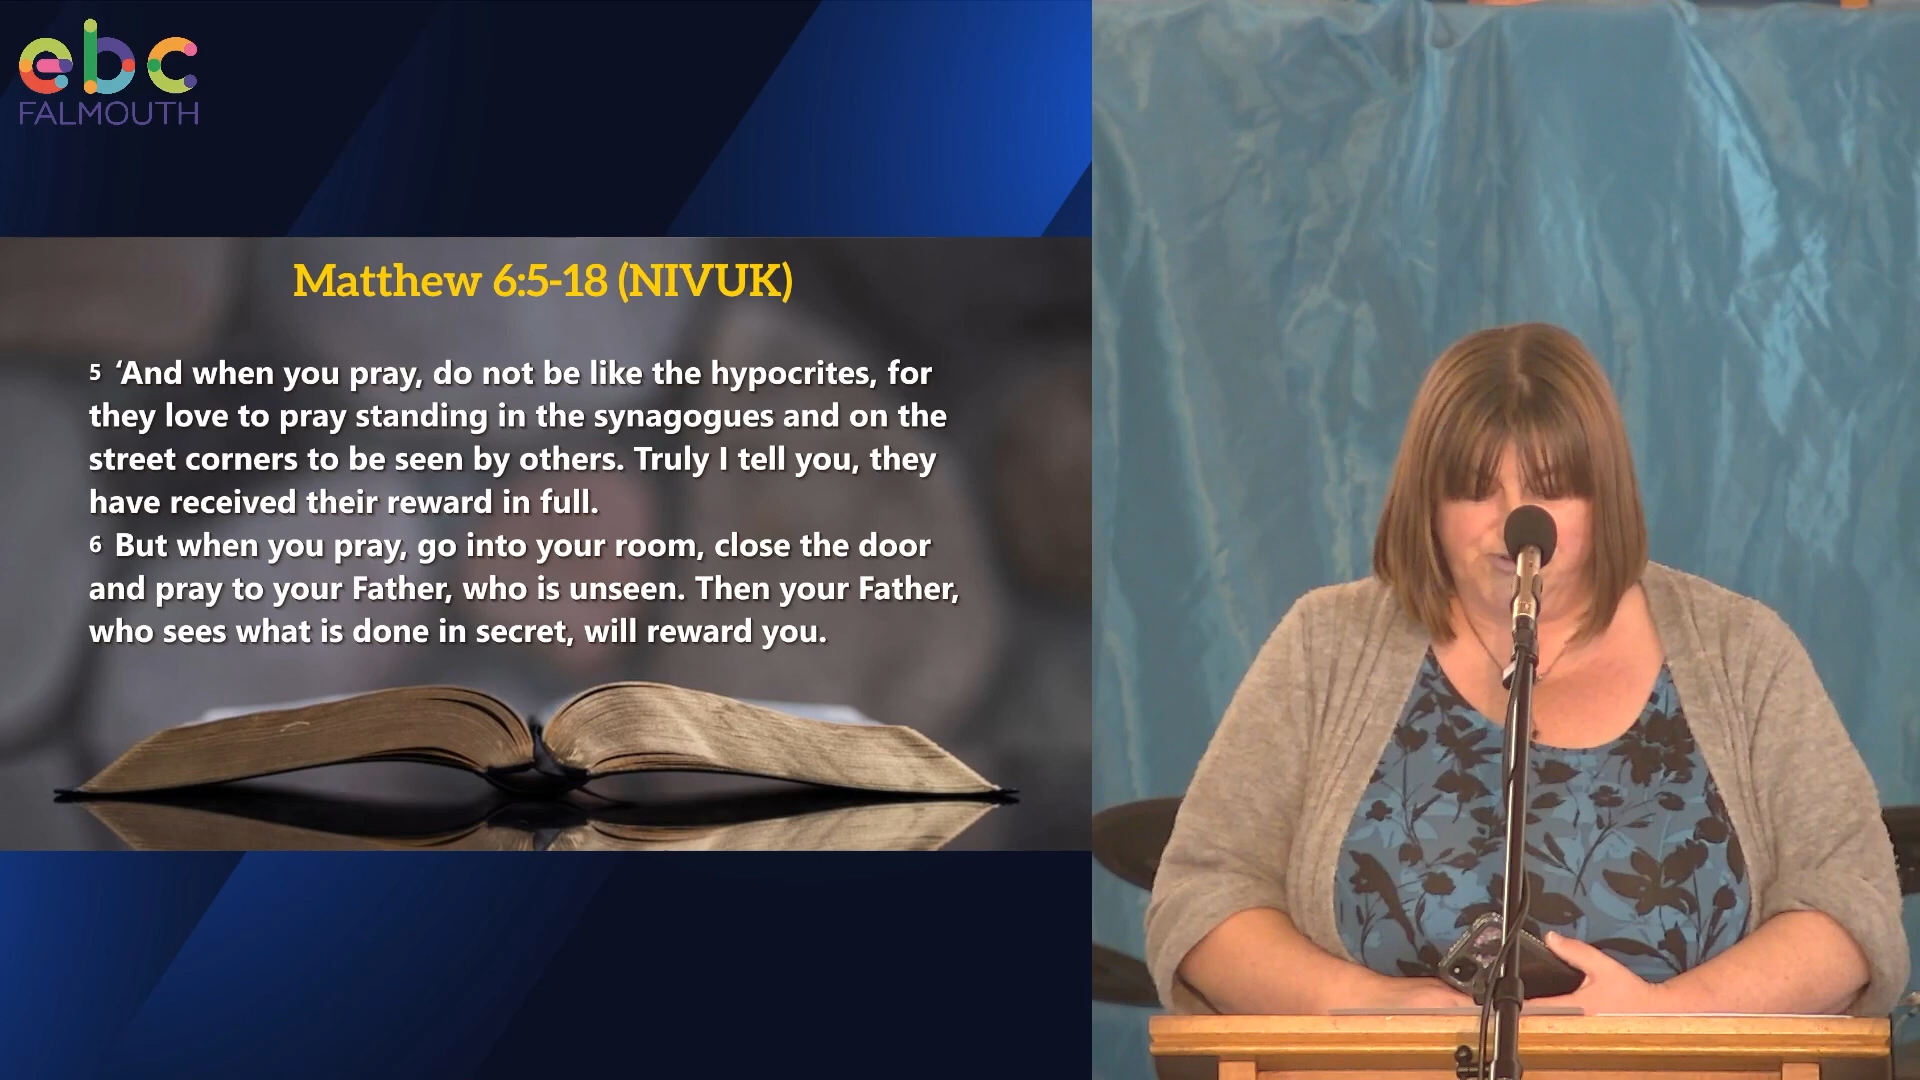 ebc
FALMOUTH
Matthew 6:5-18 (NIVUK)
5 ‘And when you pray, do not be like the hypocrites, for
they love to pray standing in the synagogues and on the
street corners to be seen by others. Truly I tell you, they
have received their reward in full.
6 But when you pray, go into your room, close the door
and pray to your Father, who is unseen. Then your Father,
who sees what is done in secret, will reward you.